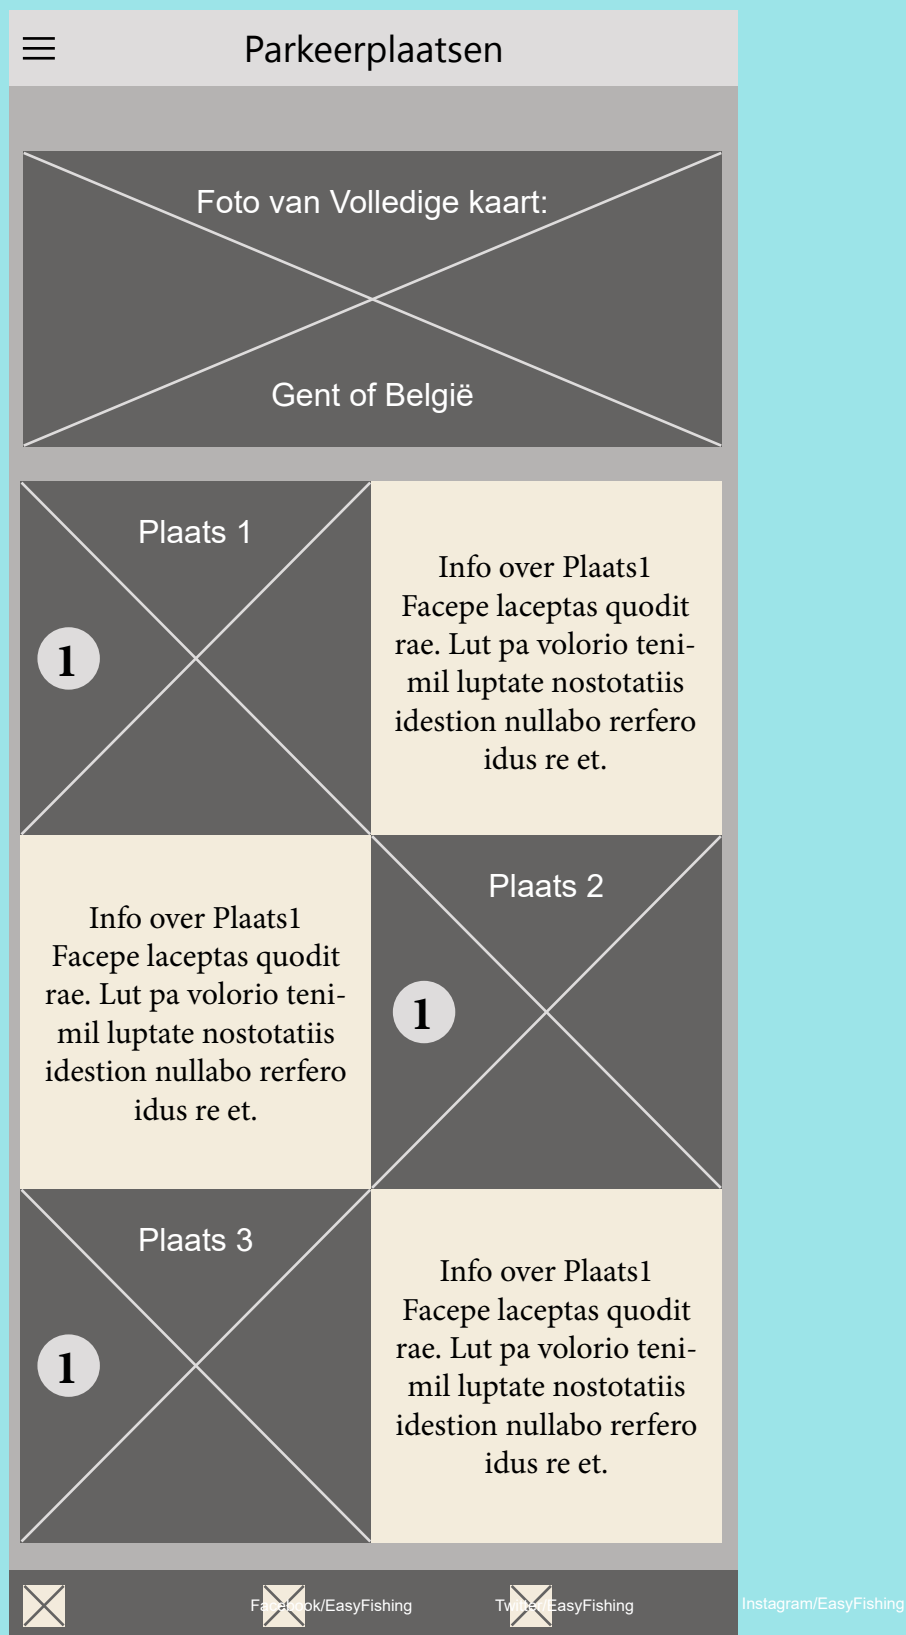 Parkeerplaatsen
Foto van Volledige kaart:
Gent of België
Plaats 1
1
Info over Plaats1
Facepe laceptas quodit
rae. Lut pa volorio teni-
mil luptate nostotatiis
idestion nullabo rerfero
idus re et.
Info over Plaats1
Facepe laceptas quodit
rae. Lut pa volorio teni-
mil luptate nostotatiis
idestion nullabo rerfero
idus re et.
Plaats 2
1
Plaats 3
1
Info over Plaats1
Facepe laceptas quodit
rae. Lut pa volorio teni-
mil luptate nostotatiis
idestion nullabo rerfero
idus re et.
Facebook/EasyFishing
Twitter/EasyFishing
Instagram/EasyFishing